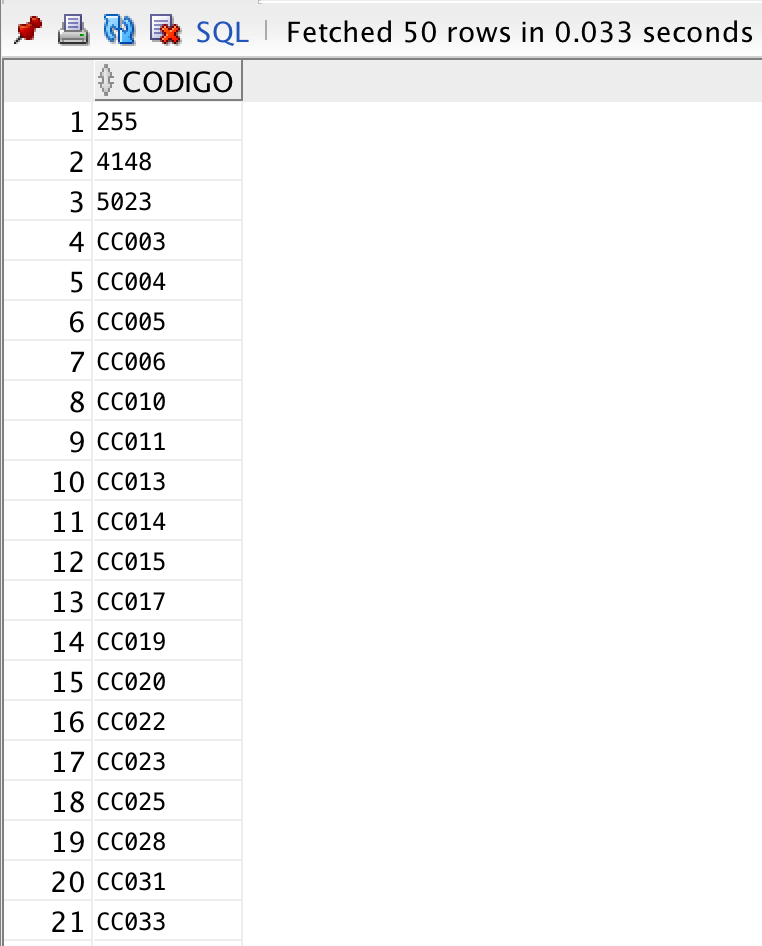 SQL | Fetched 50 rows in 0.033 seconds
CODIGO
1 255
2 4148
3 5023
4 CC003
5 CC004
6 CC005
7 CC006
8 CC010
9 CC011
10 CC013
11 CC014
12 CC015
13 CC017
14 CC019
15 CC020
16 CC022
17 CC023
18 CC025
19 CC028
20 CC031
21 CC033